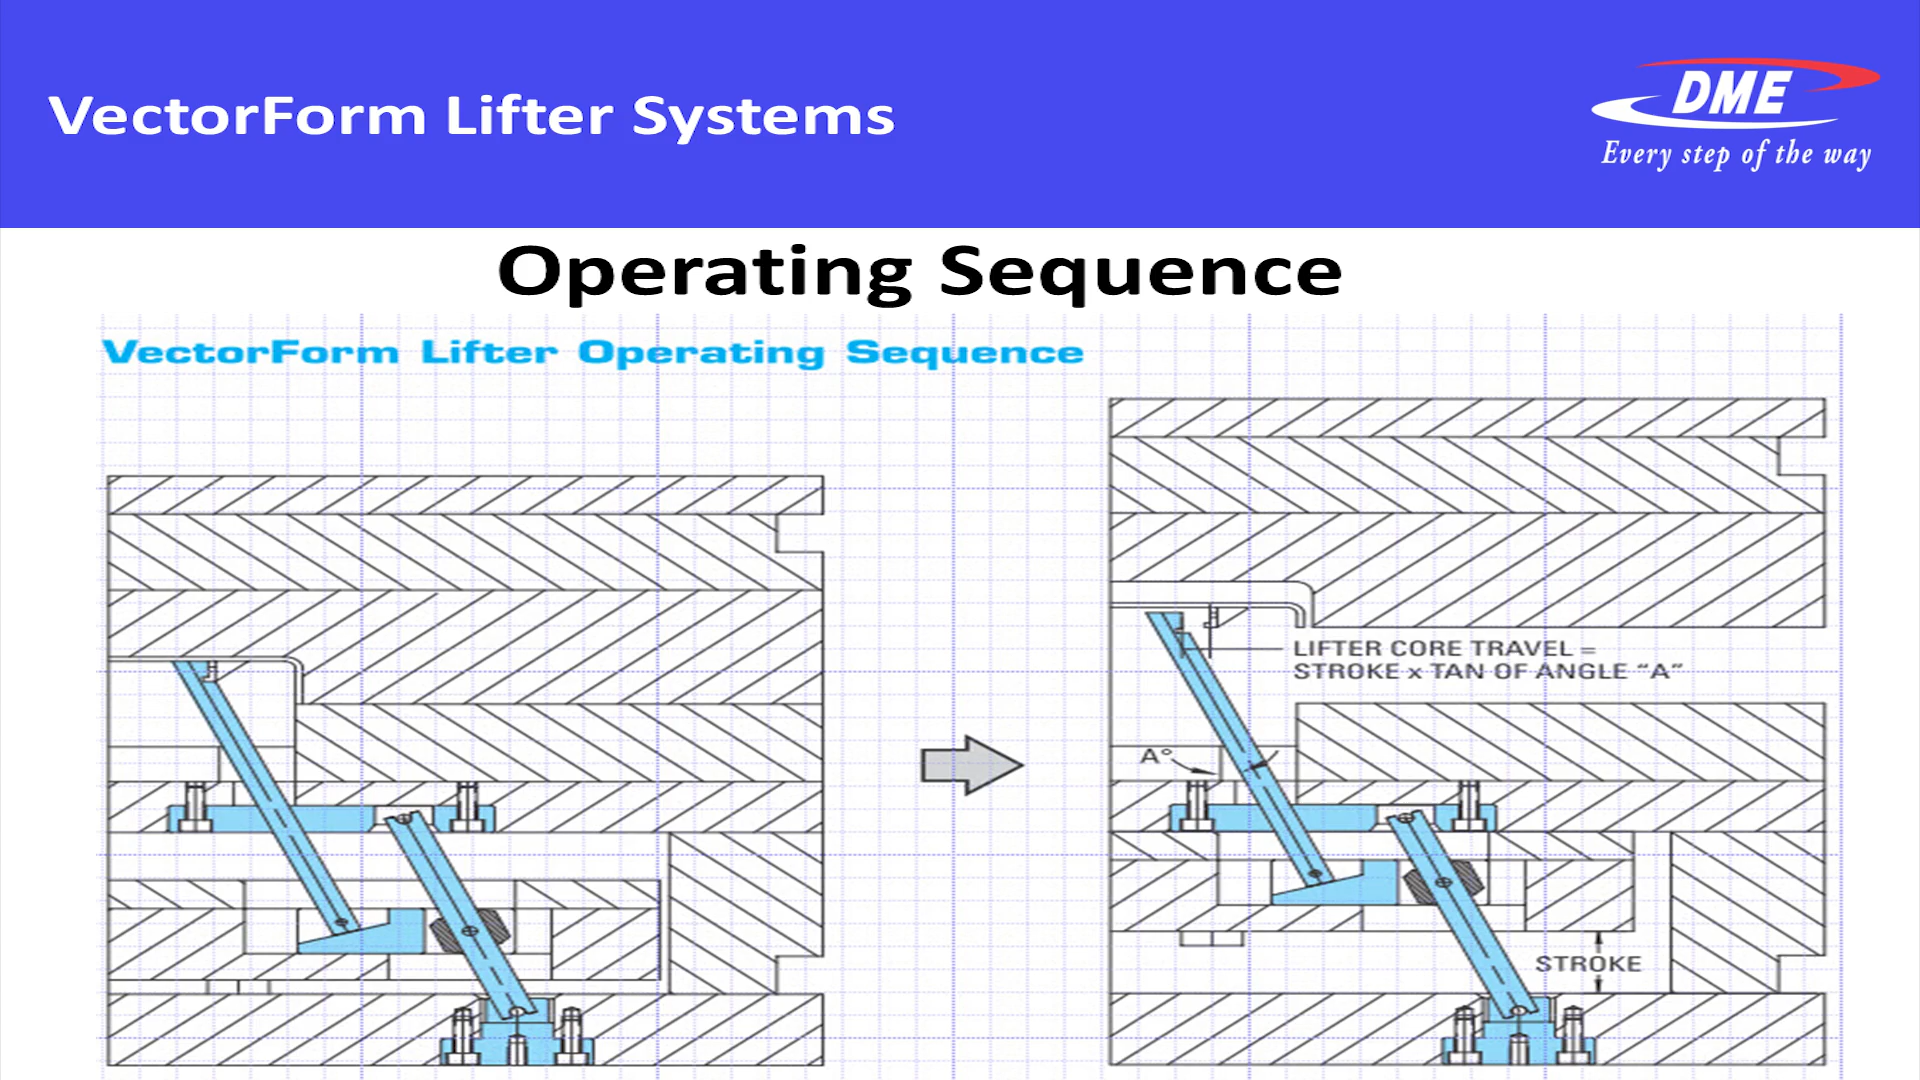 VectorForm Lifter Systems
DME
Every step of the way
Operating Sequence
VectorForm Lifter Operating Sequence
LIFTER CORE TRAVEL =
STROKE x TAN OF ANGLE “A”
A°
STROKE